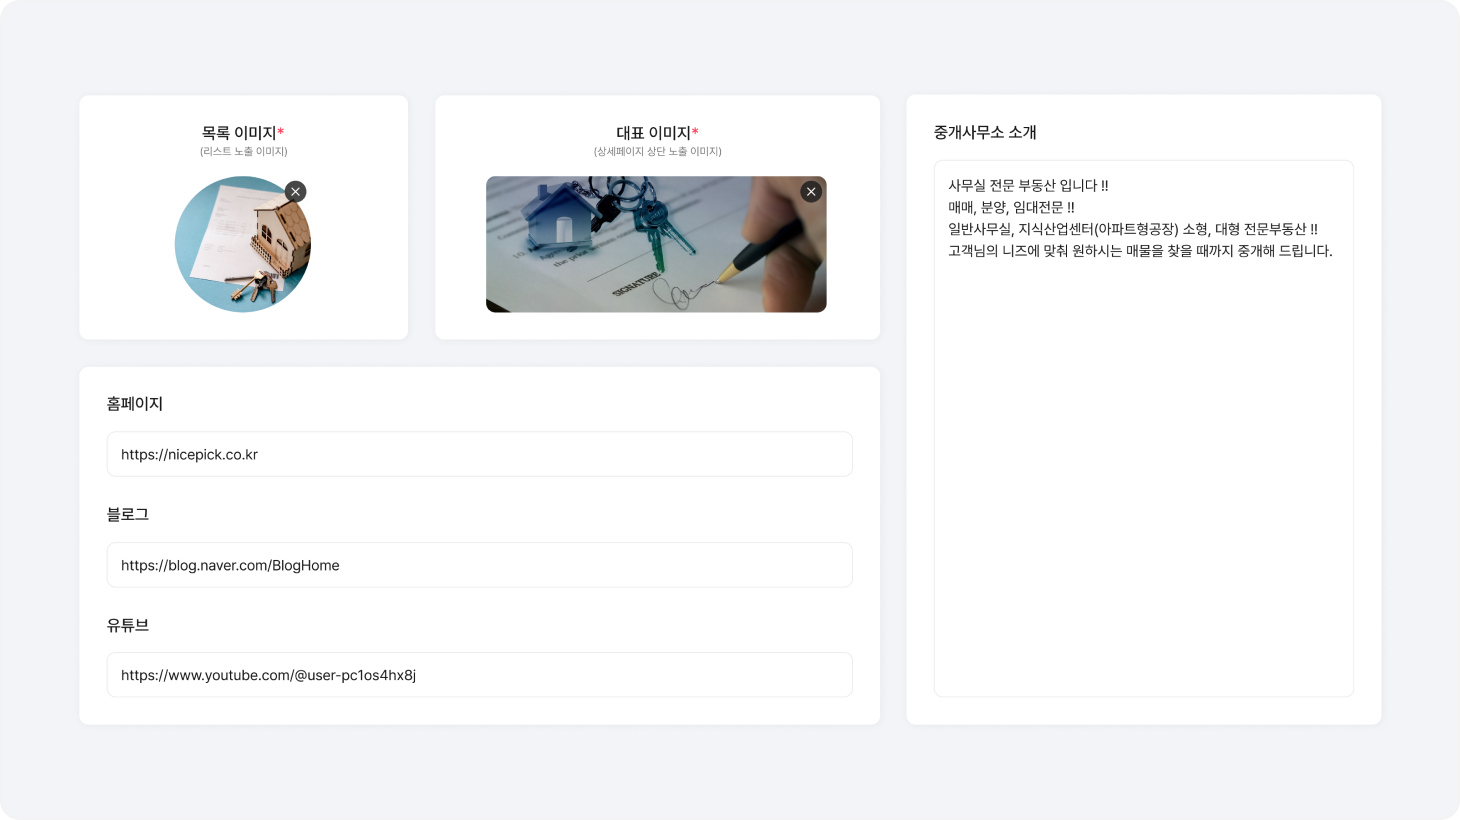 목록 이미지*
(리스트 노출 이미지)
대표 이미지*
(상세페이지 상단 노출 이미지)
SIGNATURE
홈페이지
https://nicepick.co.kr
블로그
https://blog.naver.com/BlogHome
유튜브
https://www.youtube.com/@user-pc1os4hx8j
중개사무소 소개
사무실 전문 부동산 입니다 !!
매매, 분양, 임대전문 !!
일반사무실, 지식산업센터(아파트형공장) 소형, 대형 전문부동산 !!
고객님의 니즈에 맞춰 원하시는 매물을 찾을 때까지 중개해 드립니다.